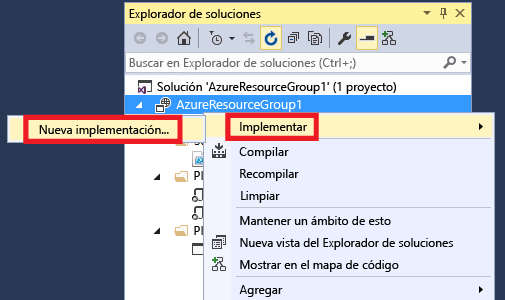 Explorador de soluciones
Buscar en Explorador de soluciones (Ctrl+;)
Solución 'AzureResourceGroup1' (1 proyecto)
AzureResourceGroup1
Nueva implementación...
Implementar
Compilar
Recompilar
Limpiar
Mantener un ámbito de esto
Nueva vista del Explorador de soluciones
Mostrar en el mapa de código
Agregar